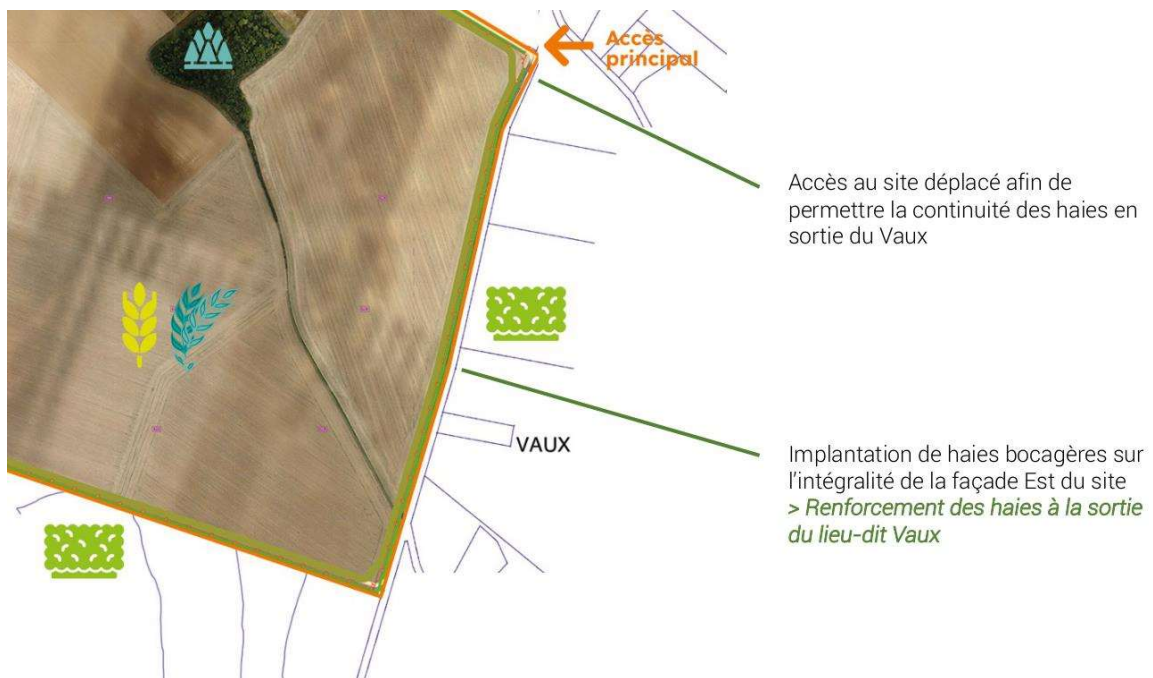 Accès
principal
Accès au site déplacé afin de
permettre la continuité des haies en
sortie du Vaux
VAUX
Implantation de haies bocagères sur
l'intégralité de la façade Est du site
> Renforcement des haies à la sortie
du lieu-dit Vaux